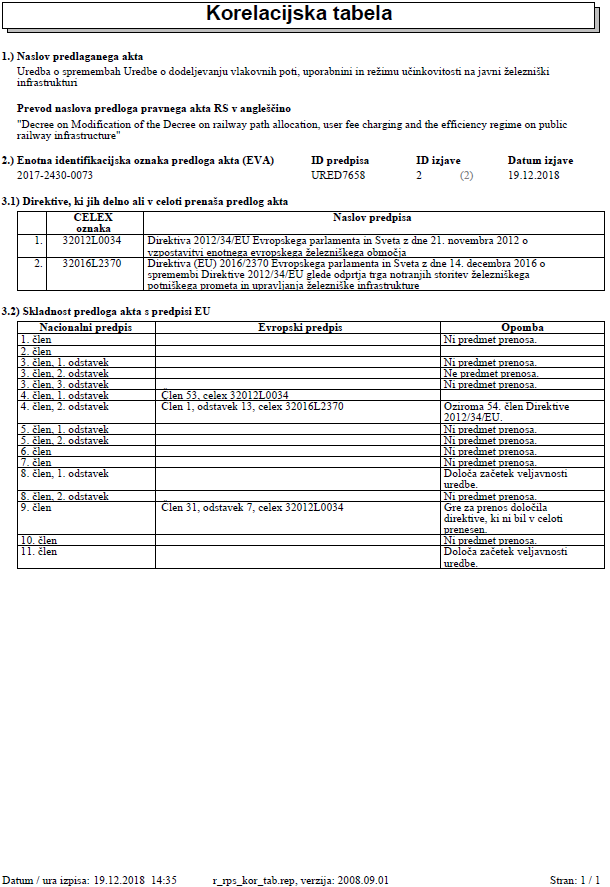 Korelacijska tabela
1.) Naslov predlaganega akta
Uredba o spremembah Uredbe o dodeljevanju vlakovnih poti, uporabnini in režimu učinkovitosti na javni železniški
infrastrukturi
Prevod naslova predloga pravnega akta RS v angleščino
"Decree on Modification of the Decree on railway path allocation, user fee charging and the efficiency regime on public
railway infrastructure"
2.) Enotna identifikacijska oznaka predloga akta (EVA) ID predpisa ID izjave Datum izjave
2017-2430-0073 URED7658 2 (2) 19.12.2018
3.1) Direktive, ki jih delno ali v celoti prenaša predlog akta
CELEX
oznaka Naslov predpisa
1. 32012L0034 Direktiva 2012/34/EU Evropskega parlamenta in Sveta z dne 21. novembra 2012 o
vzpostavitvi enotnega evropskega železniškega območja
2. 32016L2370 Direktiva (EU) 2016/2370 Evropskega parlamenta in Sveta z dne 14. decembra 2016 o
spremembi Direktive 2012/34/EU glede odprtja trga notranjih storitev železniškega
potniškega prometa in upravljanja železniške infrastrukture
3.2) Skladnost predloga akta s predpisi EU
Nacionalni predpis Evropski predpis Opomba
1. člen Ni predmet prenosa.
2. člen
3. člen, 1. odstavek Ni predmet prenosa.
3. člen, 2. odstavek Ne predmet prenosa.
3. člen, 3. odstavek Ni predmet prenosa.
4. člen, 1. odstavek Člen 53, celex 32012L0034
4. člen, 2. odstavek Člen 1, odstavek 13, celex 32016L2370 Oziroma 54. člen Direktive
2012/34/EU.
5. člen, 1. odstavek Ni predmet prenosa.
5. člen, 2. odstavek Ni predmet prenosa.
6. člen Ni predmet prenosa.
7. člen Ni predmet prenosa.
8. člen, 1. odstavek Določa začetek veljavnosti
uredbe.
8. člen, 2. odstavek Ni predmet prenosa.
9. člen Člen 31, odstavek 7, celex 32012L0034 Gre za prenos določila
direktive, ki ni bil v celoti
prenesen.
10. člen Ni predmet prenosa.
11. člen Določa začetek veljavnosti
uredbe.
Datum / ura izpisa: 19.12.2018 14:35 r_rps_kor_tab.rep, verzija: 2008.09.01 Stran: 1 / 1